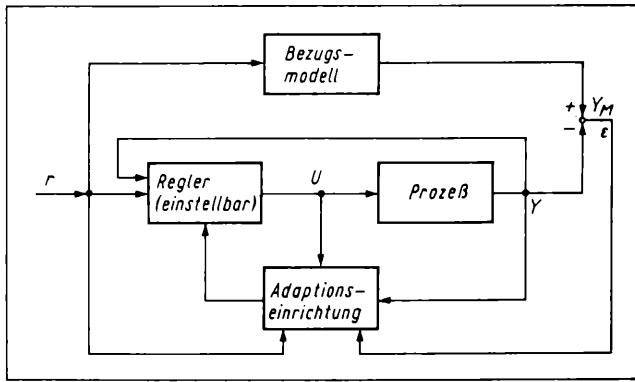 Bezugs-
modell
+
Y_M
-
ε
r
Regler
(einstellbar)
U
Prozeß
Y
Adaptions-
einrichtung